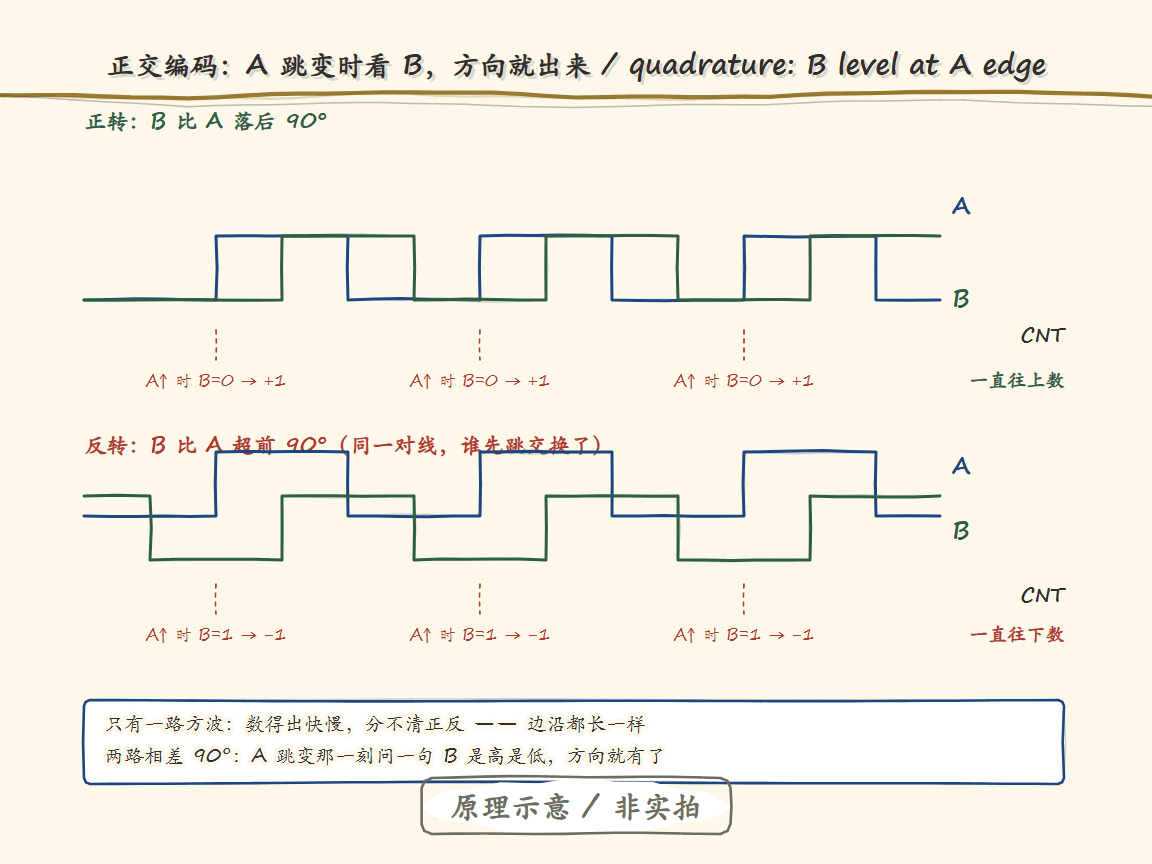 正交编码：A 跳变时看 B，方向就出来 / quadrature: B level at A edge
正转：B 比 A 落后 90°
A
B
CNT
A↑ 时 B=0 → +1
A↑ 时 B=0 → +1
A↑ 时 B=0 → +1
一直往上数
反转：B 比 A 超前 90°（同一对线，谁先跳交换了）
A
B
CNT
A↑ 时 B=1 → −1
A↑ 时 B=1 → −1
A↑ 时 B=1 → −1
一直往下数
只有一路方波：数得出快慢，分不清正反 —— 边沿都长一样
两路相差 90°：A 跳变那一刻问一句 B 是高是低，方向就有了
原理示意 / 非实拍